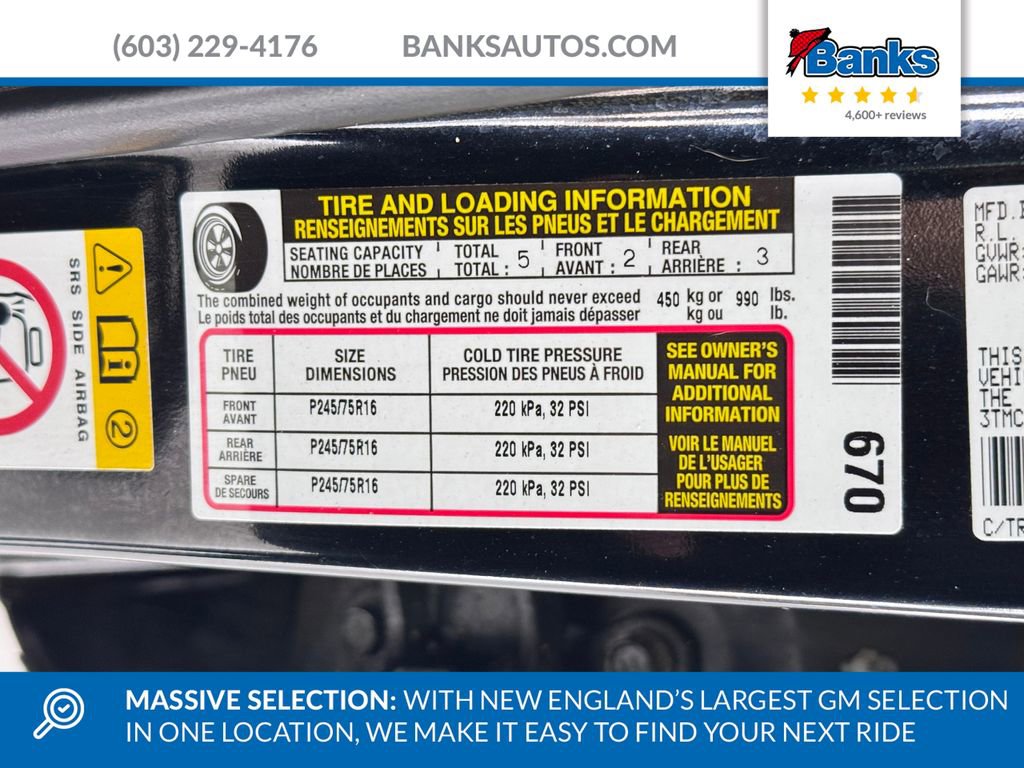 (603) 229-4176 BANKSAUTOS.COM
Banks
4,600+ reviews
TIRE AND LOADING INFORMATION
RENSEIGNEMENTS SUR LES PNEUS ET LE CHARGEMENT
SEATING CAPACITY TOTAL FRONT REAR
NOMBRE DE PLACES TOTAL : 5 AVANT : 2 ARRIÈRE : 3
The combined weight of occupants and cargo should never exceed 450 kg or 990 lbs.
Le poids total des occupants et du chargement ne doit jamais dépasser kg ou lb.
TIRE SIZE COLD TIRE PRESSURE
PNEU DIMENSIONS PRESSION DES PNEUS À FROID
FRONT
AVANT P245/75R16 220 kPa, 32 PSI
REAR
ARRIÈRE P245/75R16 220 kPa, 32 PSI
SPARE
DE SECOURS P245/75R16 220 kPa, 32 PSI
SEE OWNER'S
MANUAL FOR
ADDITIONAL
INFORMATION
VOIR LE MANUEL
DE L'USAGER
POUR PLUS DE
RENSEIGNEMENTS
670
SRS SIDE AIRBAG
2
MFD.
R.L.
GVWR:
GAWR:
THIS
THE
3TMC
C/TR
MASSIVE SELECTION: WITH NEW ENGLAND'S LARGEST GM SELECTION
IN ONE LOCATION, WE MAKE IT EASY TO FIND YOUR NEXT RIDE